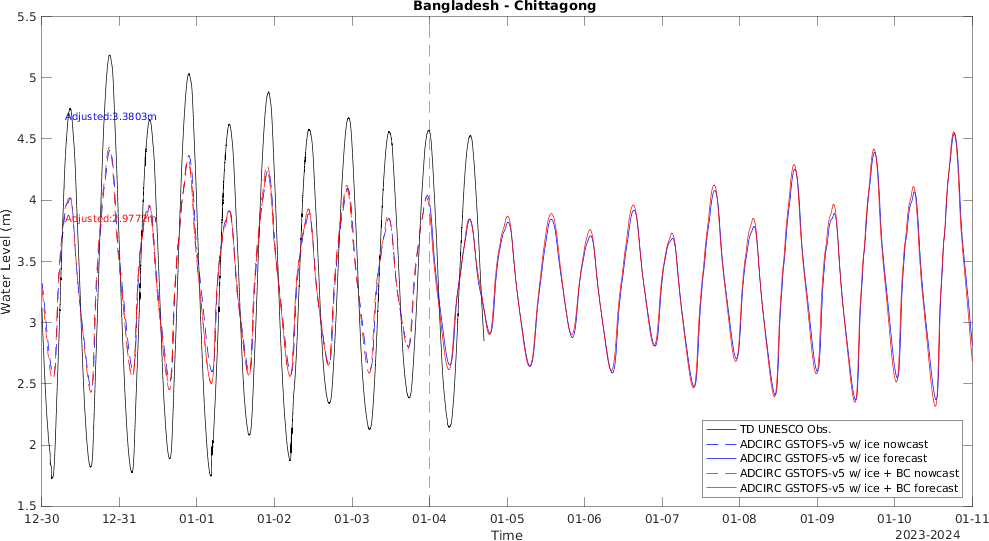 Bangladesh - Chittagong
5.5
5
4.5
4
3.5
3
2.5
2
1.5
Water Level (m)
Adjusted:3.3803m
Adjusted:2.9772m
TD UNESCO Obs.
ADCIRC GSTOFS-v5 w/ ice nowcast
ADCIRC GSTOFS-v5 w/ ice forecast
ADCIRC GSTOFS-v5 w/ ice + BC nowcast
ADCIRC GSTOFS-v5 w/ ice + BC forecast
12-30 12-31 01-01 01-02 01-03 01-04 01-05 01-06 01-07 01-08 01-09 01-10 01-11
Time
2023-2024